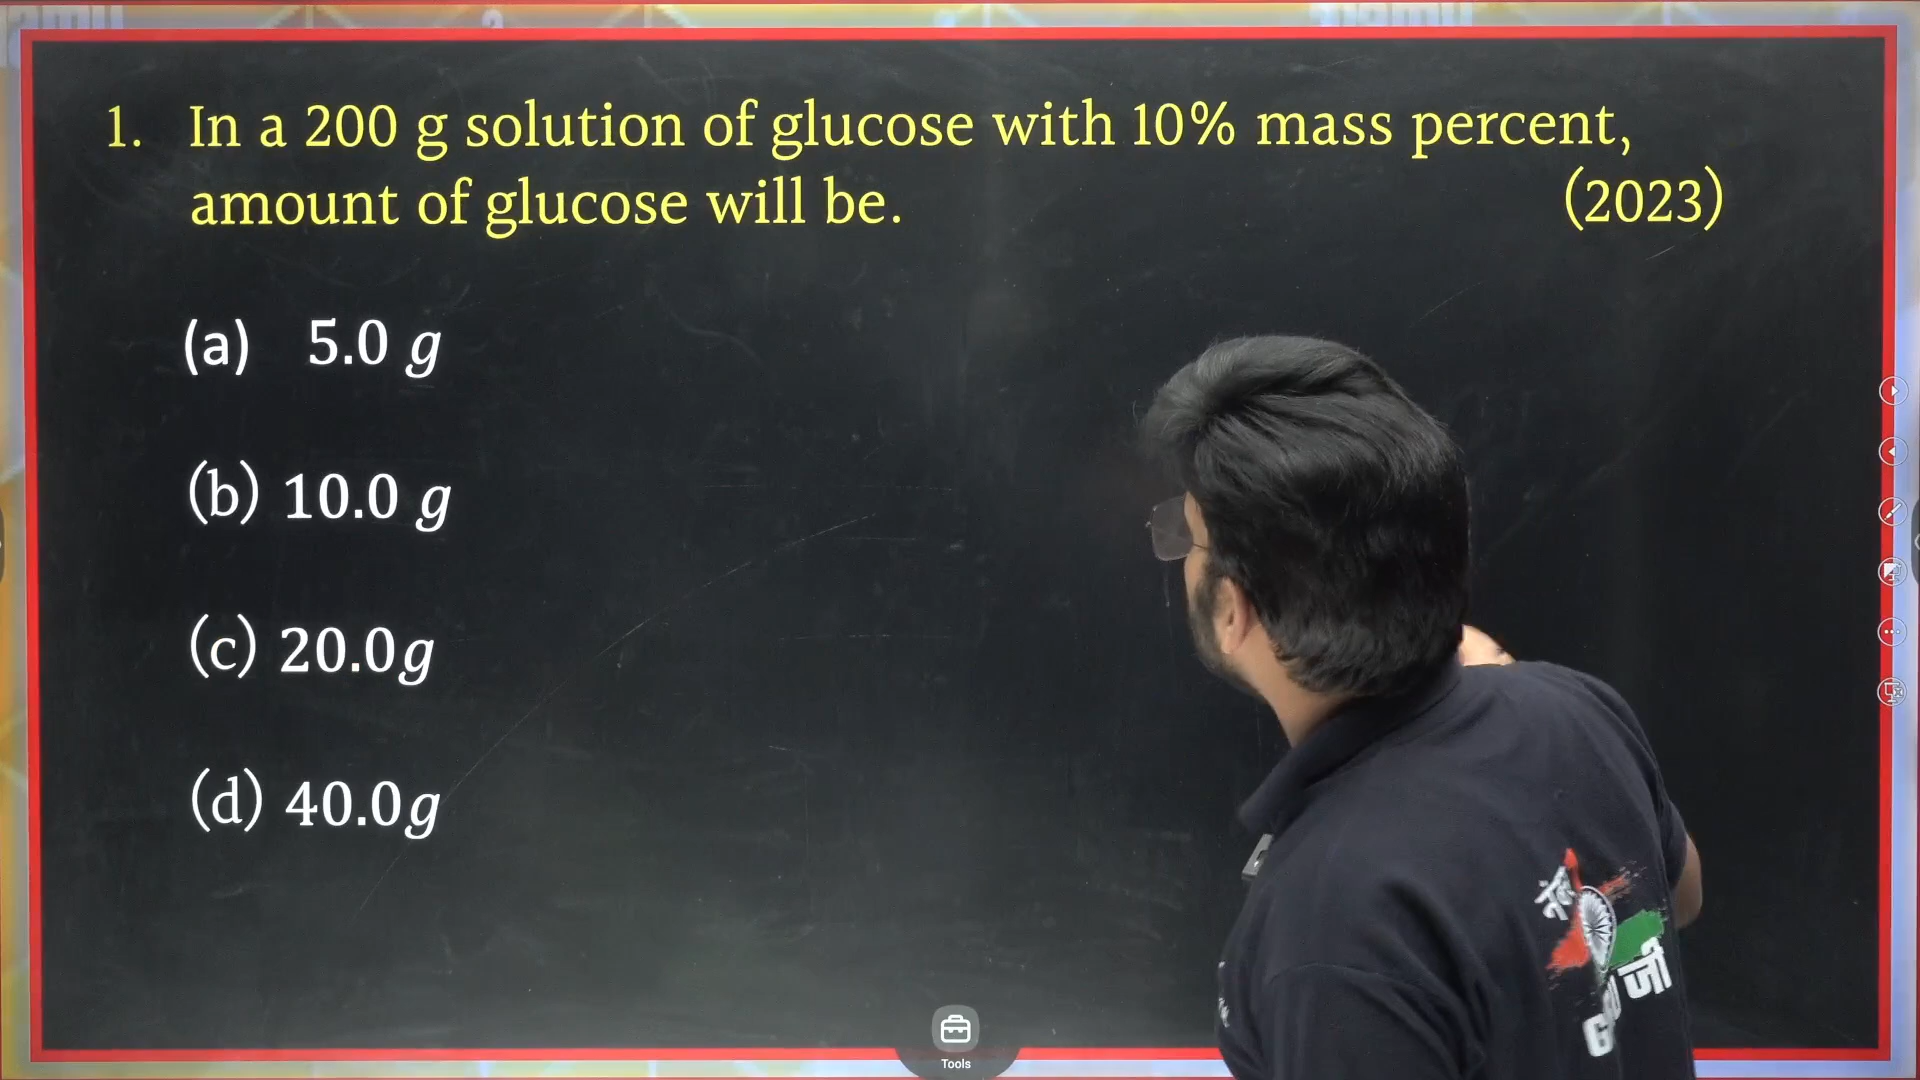 1. In a 200 g solution of glucose with 10% mass percent,
amount of glucose will be. (2023)
(a) 5.0 g
(b) 10.0 g
(c) 20.0g
(d) 40.0g
जी
Tools